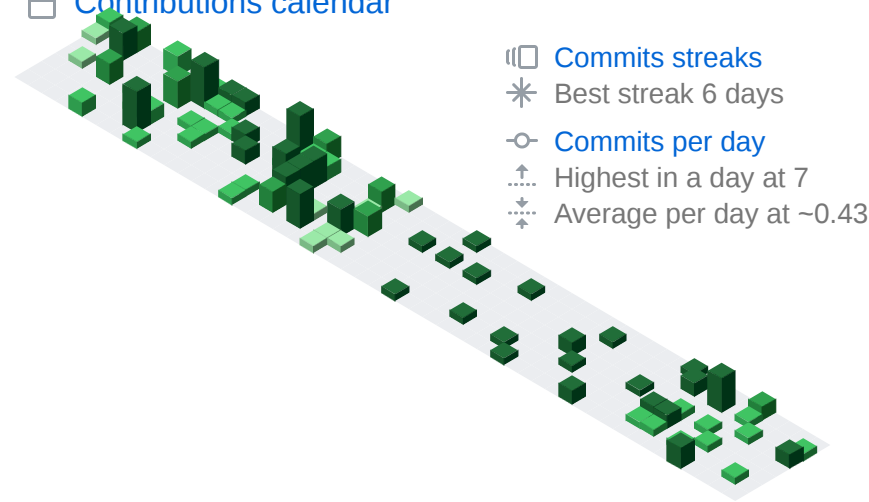 Contributions calendar
Commits streaks
Best streak 6 days
Commits per day
Highest in a day at 7
Average per day at ~0.43